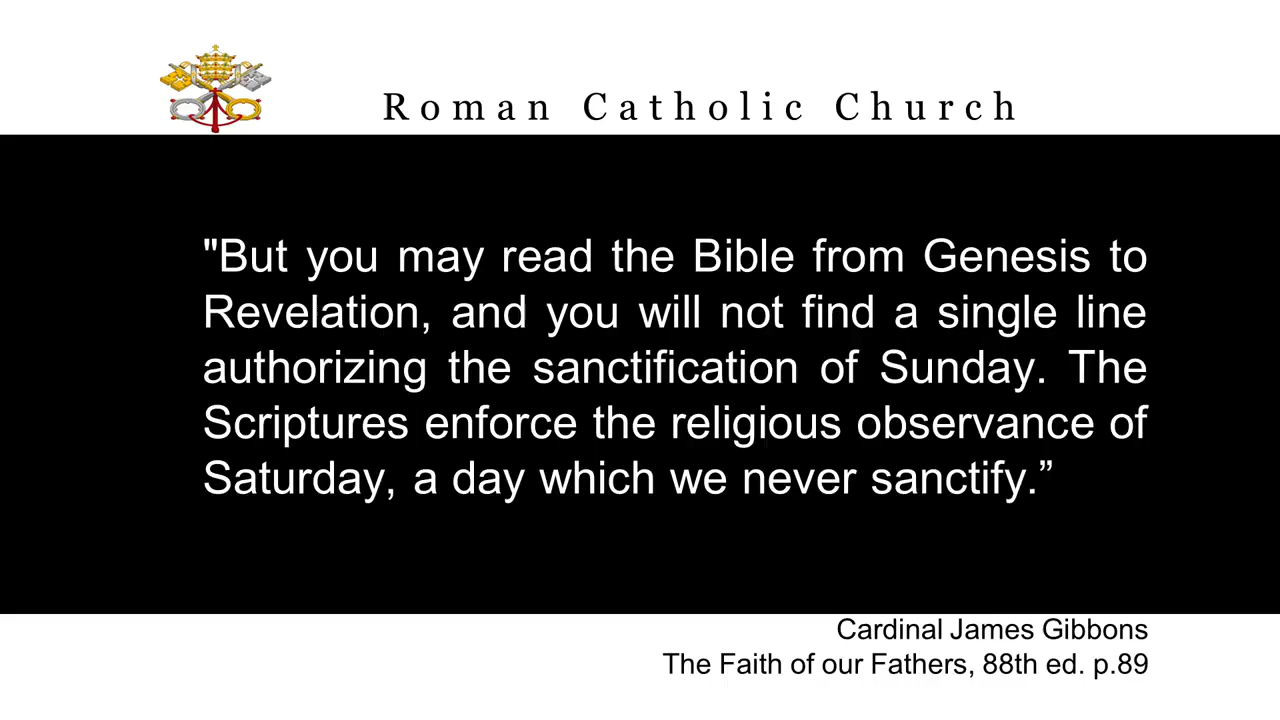 Roman Catholic Church
"But you may read the Bible from Genesis to
Revelation, and you will not find a single line
authorizing the sanctification of Sunday. The
Scriptures enforce the religious observance of
Saturday, a day which we never sanctify.”
Cardinal James Gibbons
The Faith of our Fathers, 88th ed. p.89